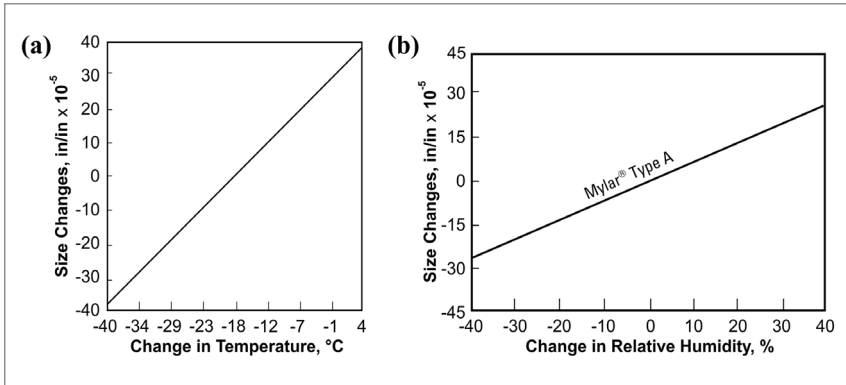 (a)
Size Changes, in/in x 10⁻⁵
40
30
20
10
0
-10
-20
-30
-40
-40 -34 -29 -23 -18 -12 -7 -1 4
Change in Temperature, °C
(b)
Size Changes, in/in x 10⁻⁵
45
30
15
0
-15
-30
-45
Mylar® Type A
-40 -30 -20 -10 0 10 20 30 40
Change in Relative Humidity, %